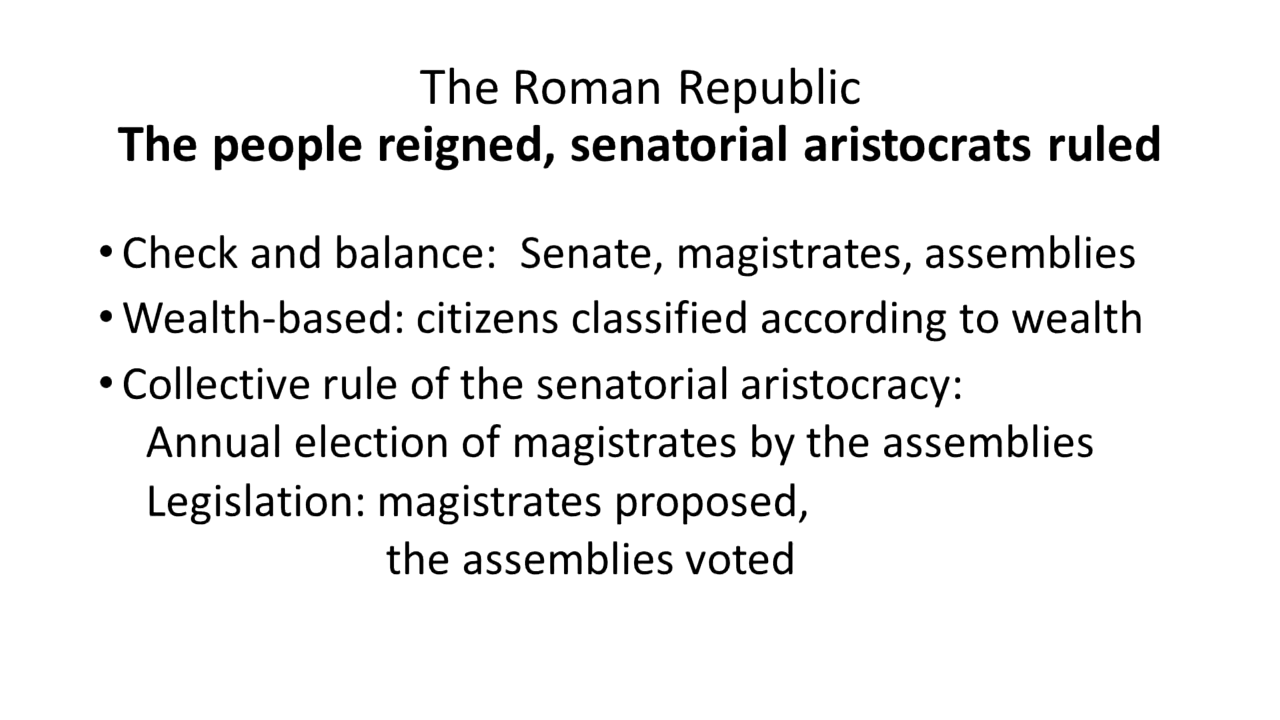 The Roman Republic
The people reigned, senatorial aristocrats ruled
• Check and balance:  Senate, magistrates, assemblies
• Wealth-based: citizens classified according to wealth
• Collective rule of the senatorial aristocracy:
Annual election of magistrates by the assemblies
Legislation: magistrates proposed,
the assemblies voted